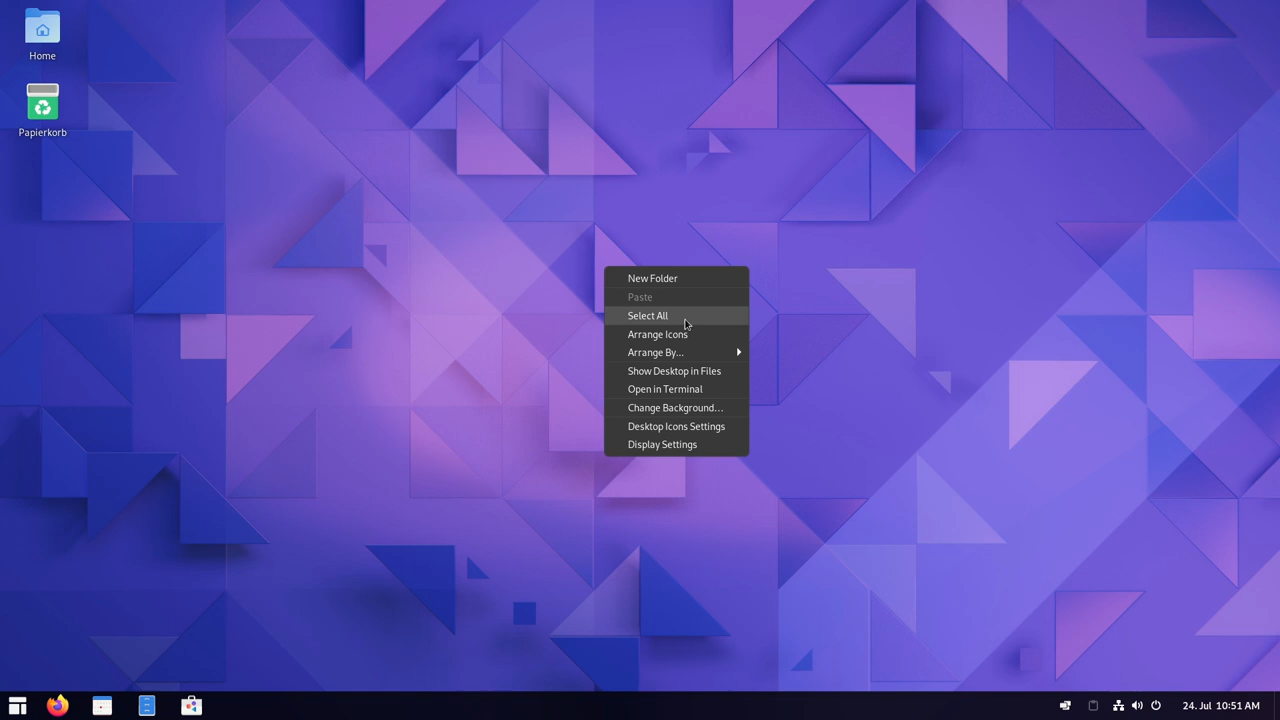 Home
Papierkorb
New Folder
Paste
Select All
Arrange Icons
Arrange By...
Show Desktop in Files
Open in Terminal
Change Background…
Desktop Icons Settings
Display Settings
24. Jul 10:51 AM